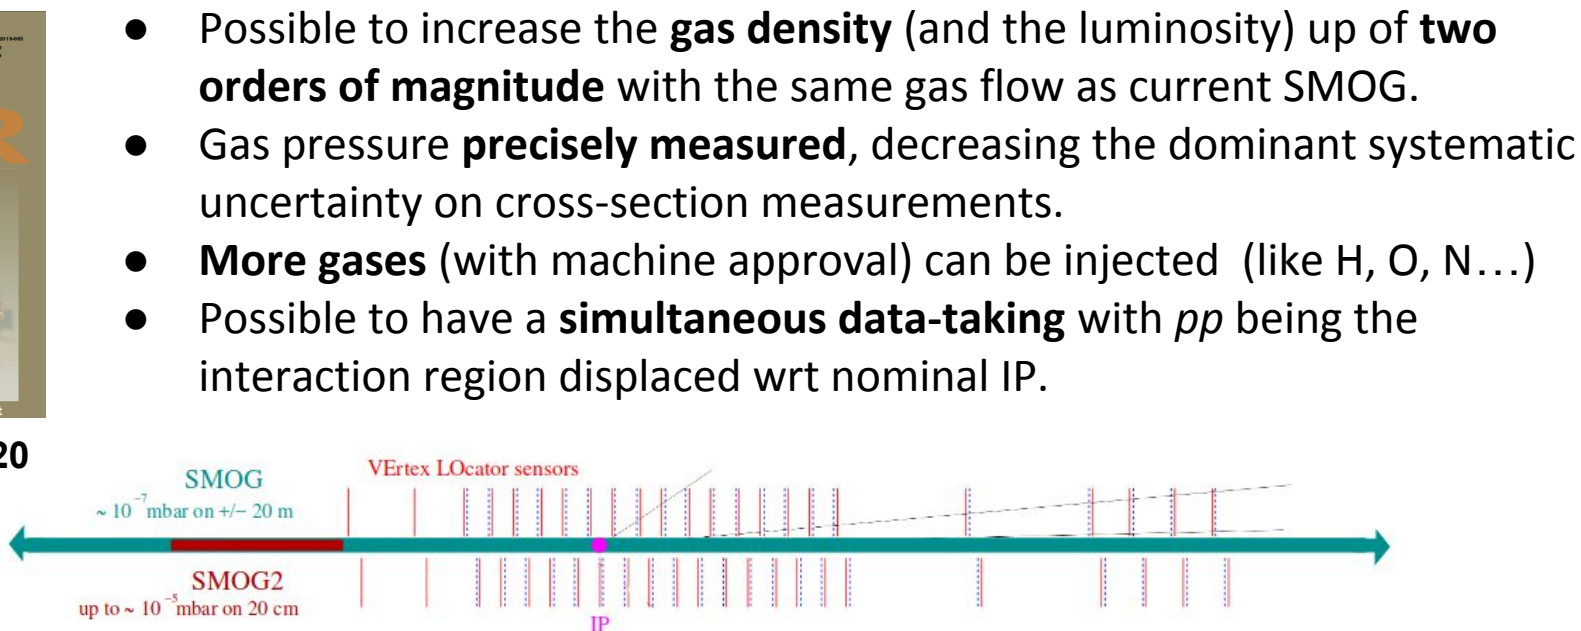 ● Possible to increase the gas density (and the luminosity) up of two
orders of magnitude with the same gas flow as current SMOG.
● Gas pressure precisely measured, decreasing the dominant systematic
uncertainty on cross-section measurements.
● More gases (with machine approval) can be injected (like H, O, N…)
● Possible to have a simultaneous data-taking with pp being the
interaction region displaced wrt nominal IP.
R
20
VErtex LOcator sensors
SMOG
~ 10⁻⁷ mbar on +/− 20 m
SMOG2
up to ~ 10⁻⁵ mbar on 20 cm
IP